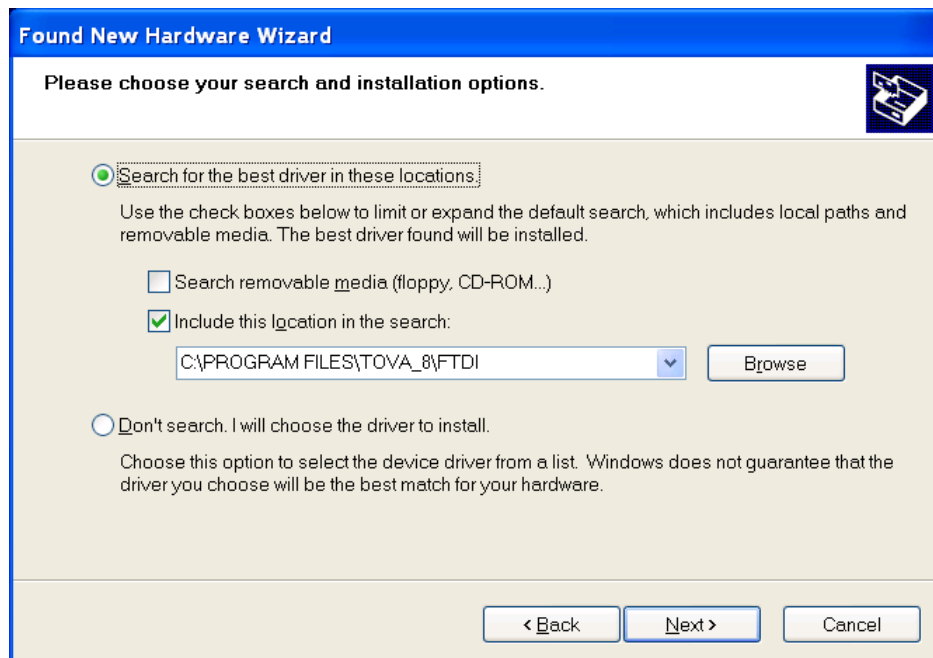 Found New Hardware Wizard
Please choose your search and installation options.
Search for the best driver in these locations.
Use the check boxes below to limit or expand the default search, which includes local paths and
removable media. The best driver found will be installed.
Search removable media (floppy, CD-ROM...)
Include this location in the search:
C:\PROGRAM FILES\TOVA_8\FTDI
Browse
Don't search. I will choose the driver to install.
Choose this option to select the device driver from a list. Windows does not guarantee that the
driver you choose will be the best match for your hardware.
< Back Next > Cancel